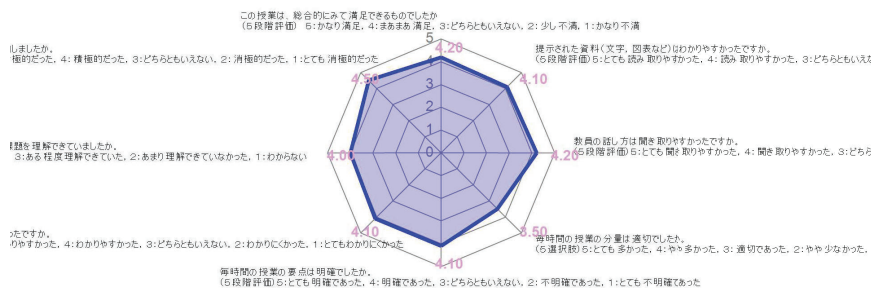 この授業は、総合的にみて満足できるものでしたか
(5段階評価) 5:かなり満足, 4:まあまあ満足, 3:どちらともいえない, 2: 少し不満, 1:かなり不満
5
4.20
しましたか。
極的だった, 4: 積極的だった, 3:どちらともいえない, 2: 消極的だった, 1:とても 消極的だった
提示された資料(文字, 図表など)はわかりやすかったですか。
(5段階評価) 5:とても読み取りやすかった, 4: 読み取りやすかった, 3:どちらともいえな
4.50
4
4.10
3
2
1
課題を理解できていましたか。
3:ある程度理解できていた, 2:あまり理解できていなかった, 1:わからない
4.00
0
教員の話し方は聞き取りやすかったですか。
(5段階評価) 5:とても聞き取りやすかった, 4: 聞き取りやすかった, 3:どちら
4.20
ったですか。
りやすかった, 4:わかりやすかった, 3:どちらともいえない, 2:わかりにくかった, 1:とてもわかりにくかった
4.10
3.50
毎時間の授業の分量は適切でしたか。
(5選択肢) 5:とても多かった, 4:やや多かった, 3: 適切であった, 2:やや少なかった,
4.10
毎時間の授業の要点は明確でしたか。
(5段階評価) 5:とても明確であった, 4: 明確であった, 3:どちらともいえない, 2: 不明確であった, 1:とても不明確であった